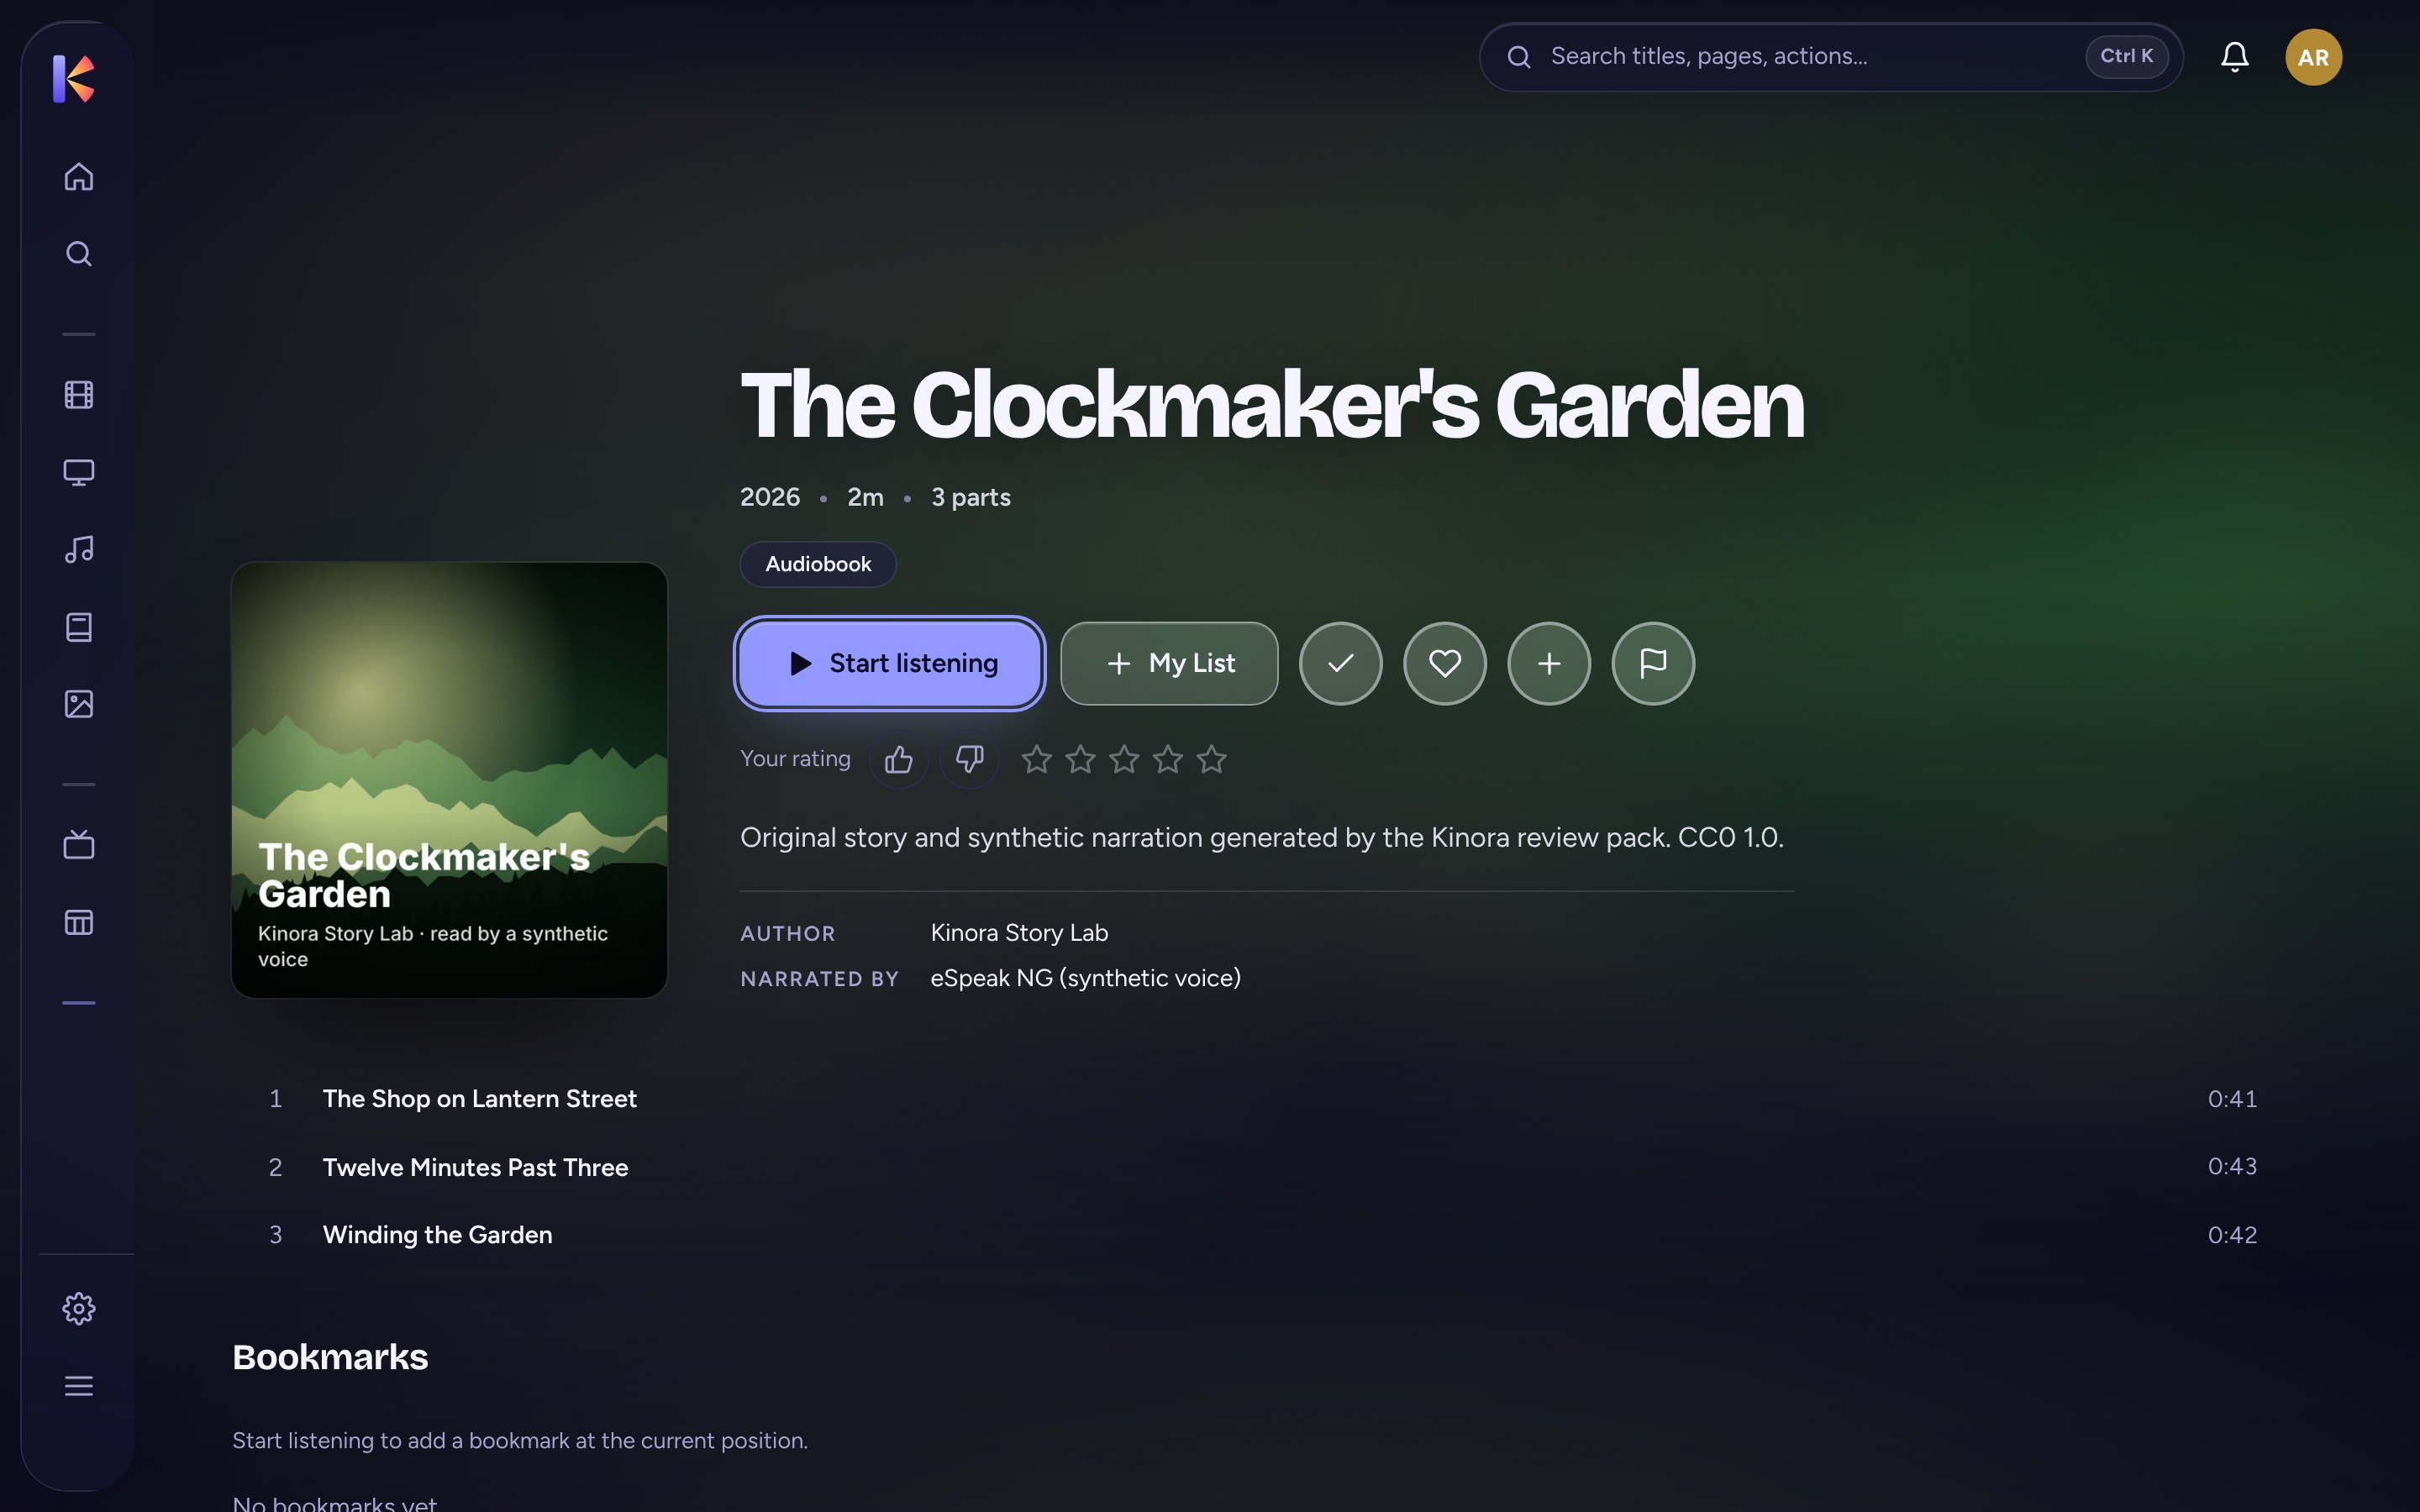 Search titles, pages, actions...
Ctrl K
AR
The Clockmaker's Garden
2026 • 2m • 3 parts
Audiobook
Start listening
My List
Your rating
Original story and synthetic narration generated by the Kinora review pack. CC0 1.0.
AUTHOR Kinora Story Lab
NARRATED BY eSpeak NG (synthetic voice)
The Clockmaker's
Garden
Kinora Story Lab · read by a synthetic
voice
1 The Shop on Lantern Street 0:41
2 Twelve Minutes Past Three 0:43
3 Winding the Garden 0:42
Bookmarks
Start listening to add a bookmark at the current position.
No bookmarks yet